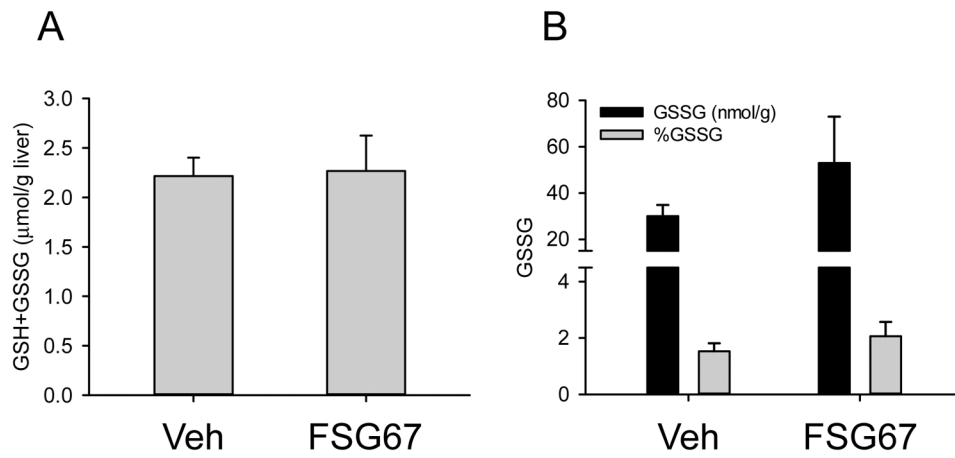 A
GSH+GSSG (μmol/g liver)
3.0
2.5
2.0
1.5
1.0
0.5
0.0
Veh FSG67
B
GSSG
80
60
40
20
4
2
0
GSSG (nmol/g)
%GSSG
Veh FSG67